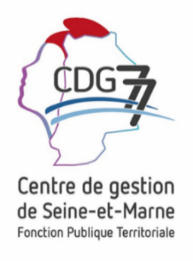 CDG77
Centre de gestion
de Seine-et-Marne
Fonction Publique Territoriale